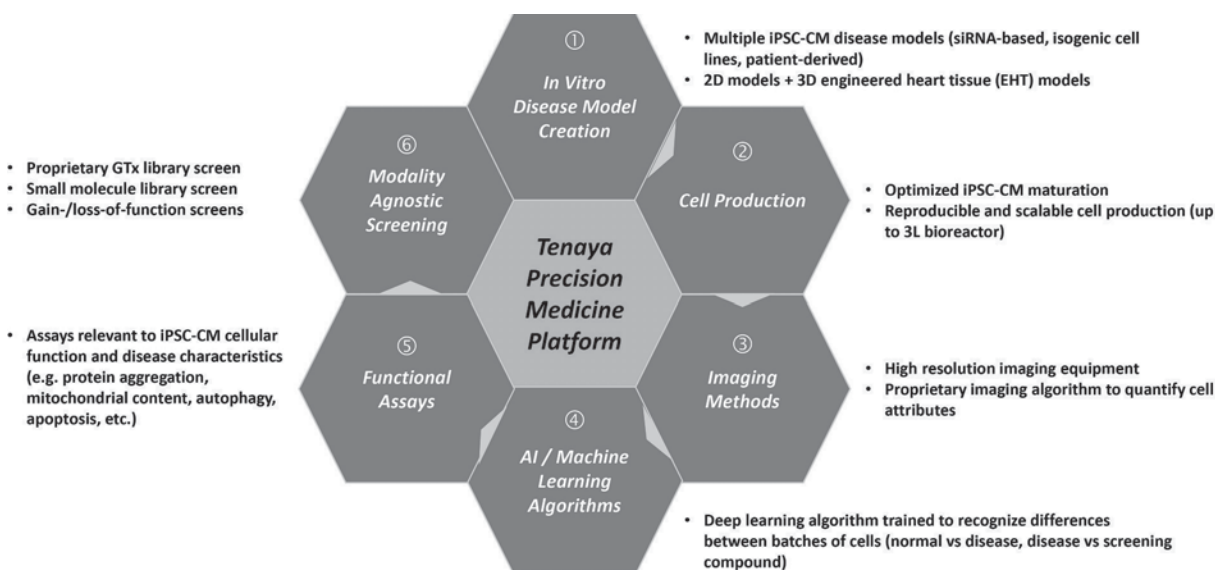 ①
In Vitro
Disease Model
Creation
• Multiple iPSC-CM disease models (siRNA-based, isogenic cell
lines, patient-derived)
• 2D models + 3D engineered heart tissue (EHT) models
②
Cell Production
• Optimized iPSC-CM maturation
• Reproducible and scalable cell production (up
to 3L bioreactor)
③
Imaging
Methods
• High resolution imaging equipment
• Proprietary imaging algorithm to quantify cell
attributes
④
AI / Machine
Learning
Algorithms
• Deep learning algorithm trained to recognize differences
between batches of cells (normal vs disease, disease vs screening
compound)
⑤
Functional
Assays
• Assays relevant to iPSC-CM cellular
function and disease characteristics
(e.g. protein aggregation,
mitochondrial content, autophagy,
apoptosis, etc.)
⑥
Modality
Agnostic
Screening
• Proprietary GTx library screen
• Small molecule library screen
• Gain-/loss-of-function screens
Tenaya
Precision
Medicine
Platform